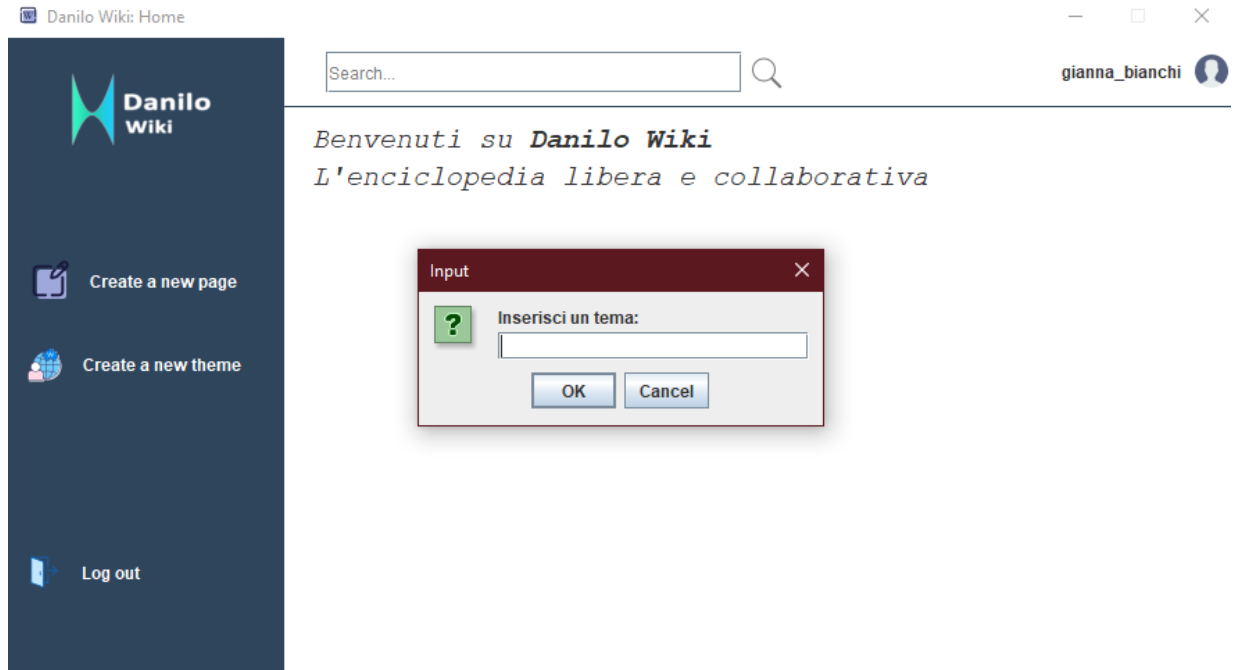 Danilo Wiki: Home
Danilo
Wiki
Search...
gianna_bianchi
Benvenuti su Danilo Wiki
L'enciclopedia libera e collaborativa
Create a new page
Create a new theme
Log out
Input
?
Inserisci un tema:
OK
Cancel